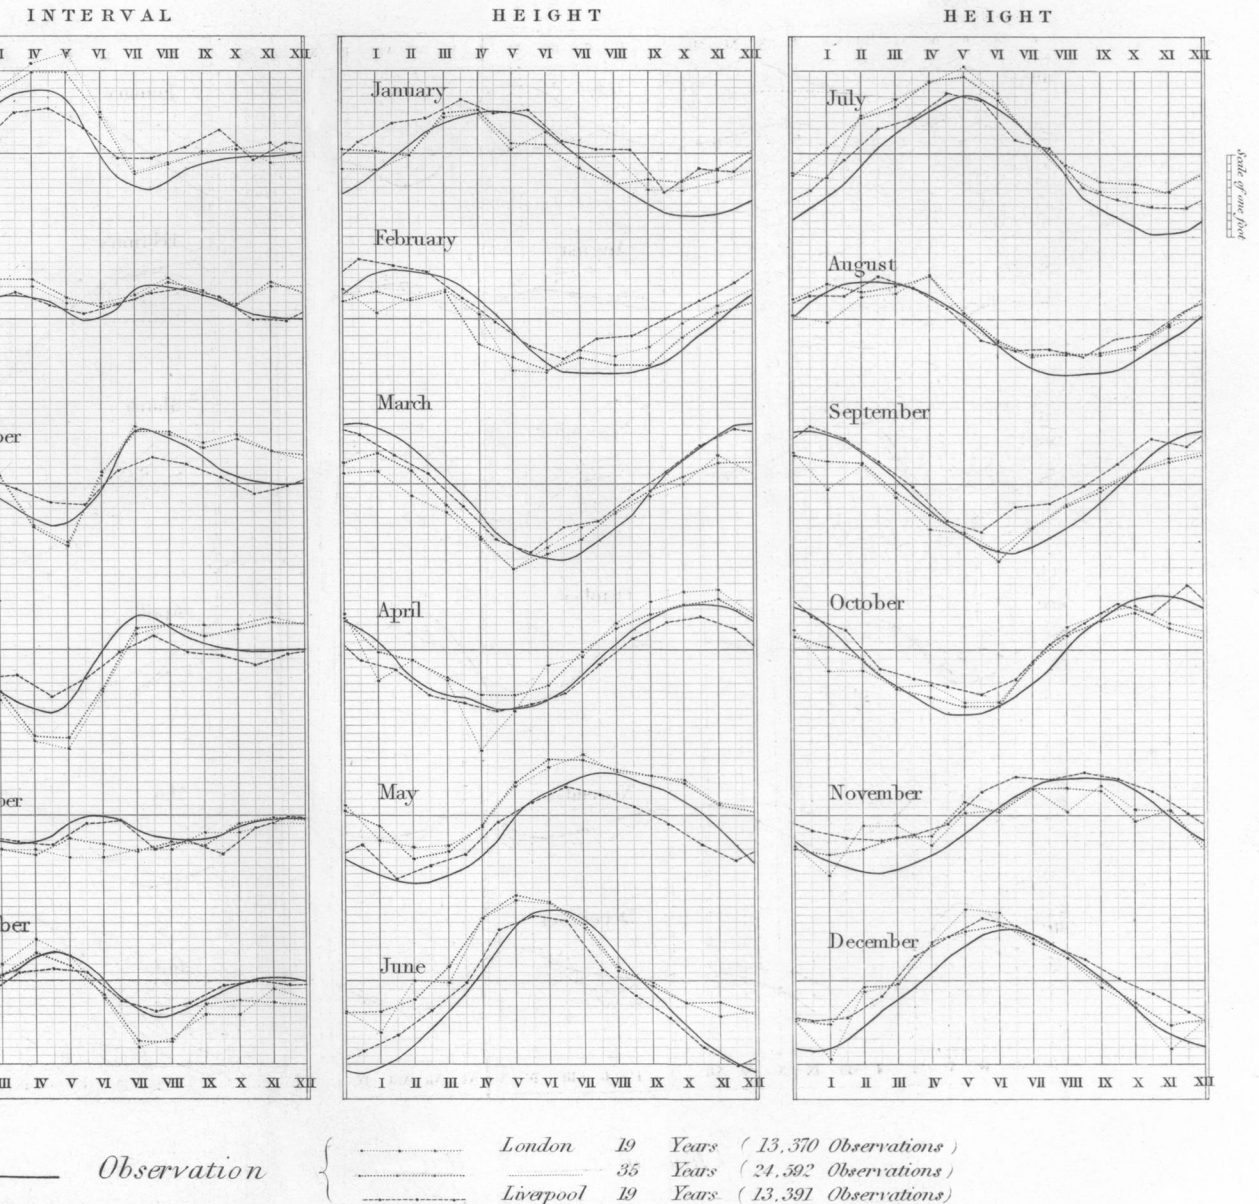 INTERVAL HEIGHT HEIGHT
IV V VI VII VIII IX X XI XII I II III IV V VI VII VIII IX X XI XII I II III IV V VI VII VIII IX X XI XII
January
July
Scale of one foot
February
August
March
September
ber
April
October
May
November
ber
June
December
ber
III IV V VI VII VIII IX X XI XII I II III IV V VI VII VIII IX X XI XII I II III IV V VI VII VIII IX X XI XII
Observation
London 19 Years (13,370 Observations)
35 Years (24,592 Observations)
Liverpool 19 Years (13,391 Observations)